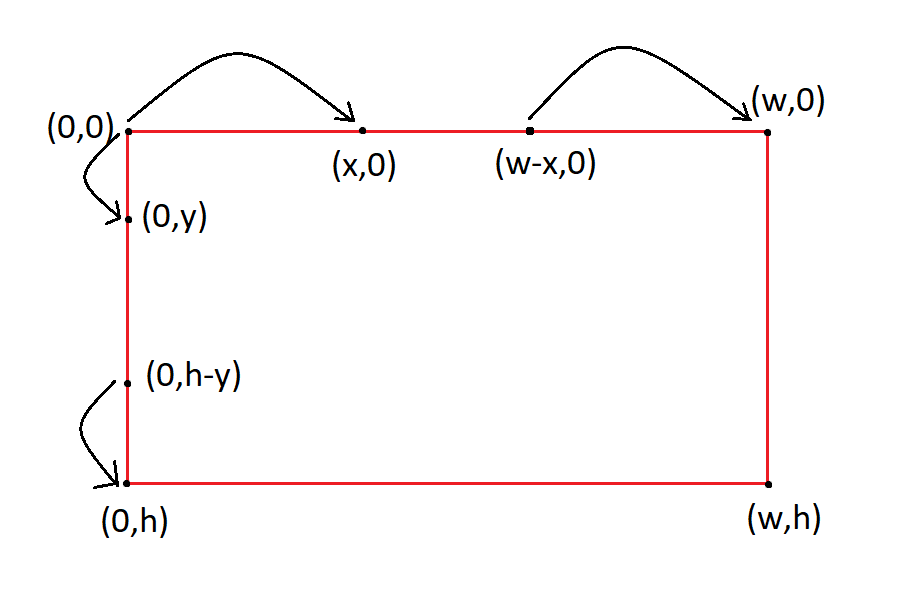 (w,0)
(0,0)
(x,0)
(w-x,0)
(0,y)
(0,h-y)
(0,h)
(w,h)